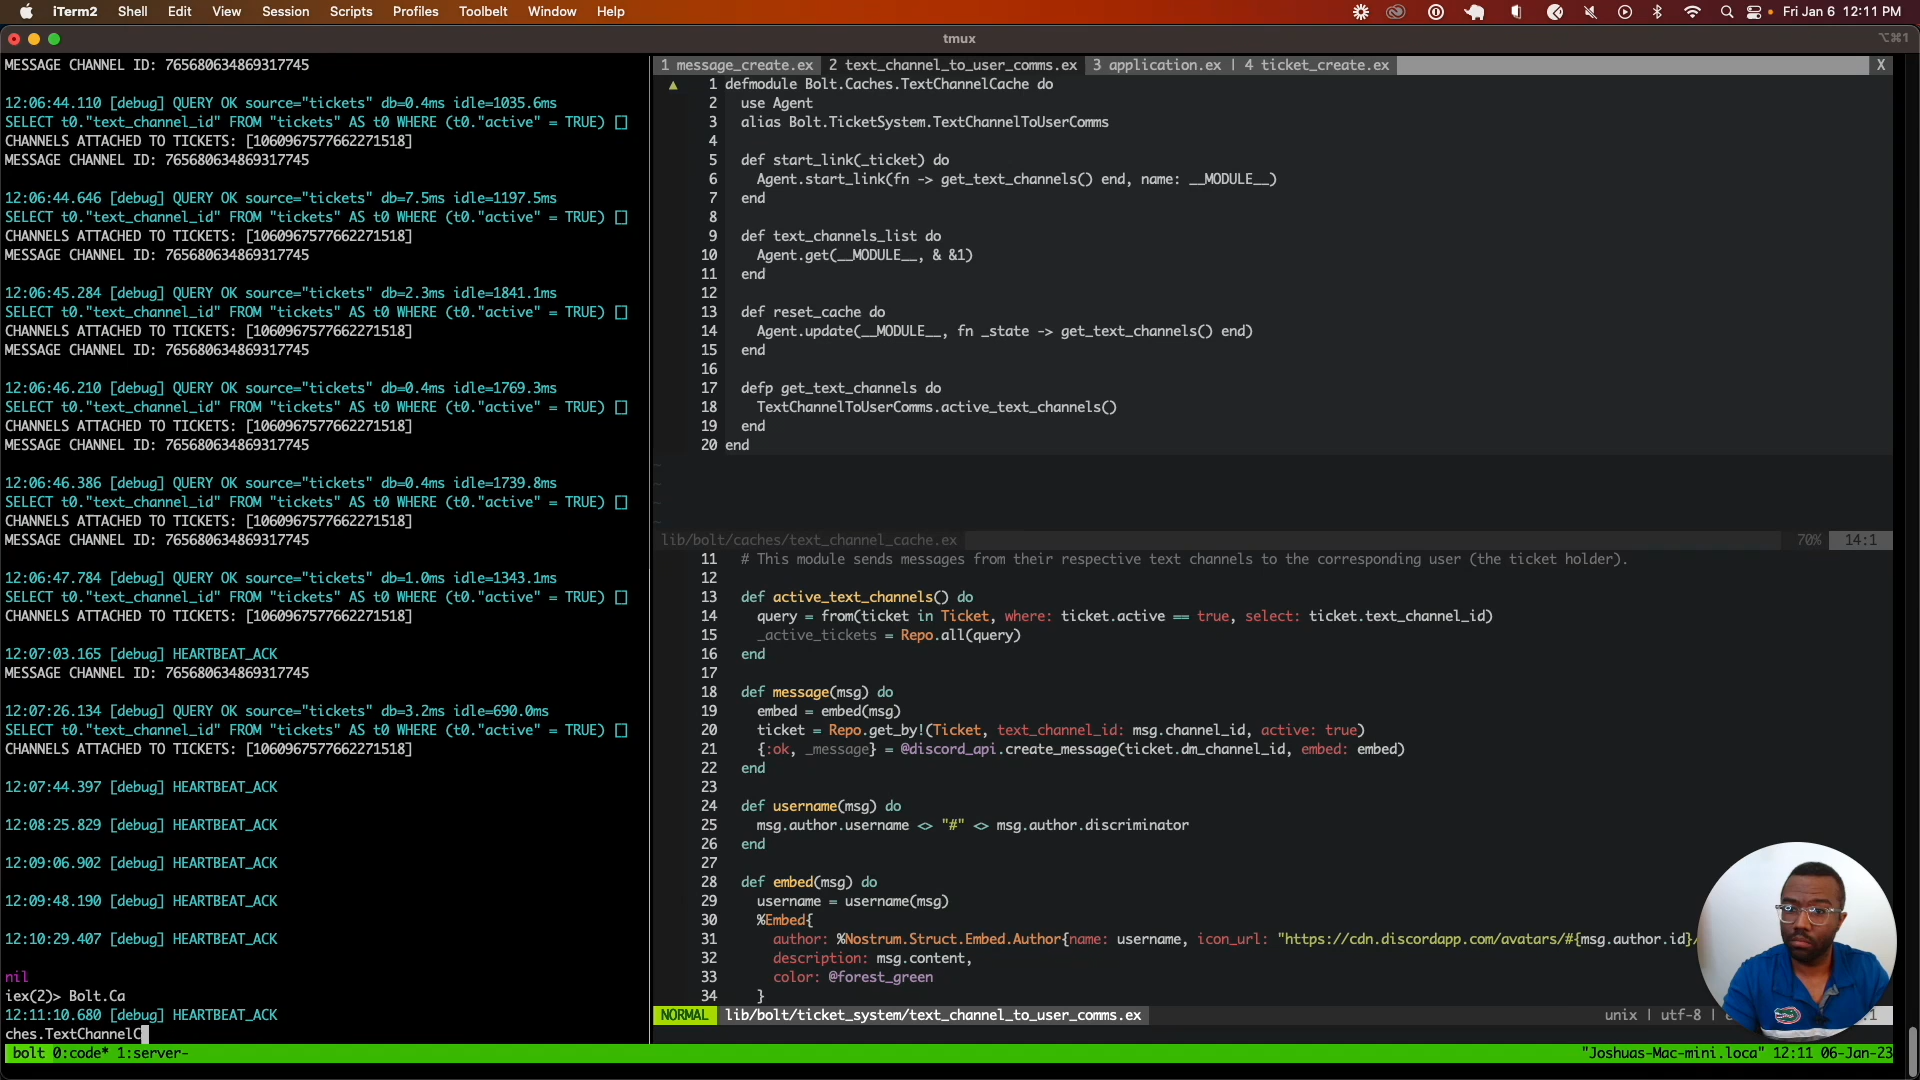 iTerm2 Shell Edit View Session Scripts Profiles Toolbelt Window Help Fri Jan 6 12:11 PM
tmux ⌥⌘1
MESSAGE CHANNEL ID: 765680634869317745
12:06:44.110 [debug] QUERY OK source="tickets" db=0.4ms idle=1035.6ms
SELECT t0."text_channel_id" FROM "tickets" AS t0 WHERE (t0."active" = TRUE) []
CHANNELS ATTACHED TO TICKETS: [1060967577662271518]
MESSAGE CHANNEL ID: 765680634869317745
12:06:44.646 [debug] QUERY OK source="tickets" db=7.5ms idle=1197.5ms
SELECT t0."text_channel_id" FROM "tickets" AS t0 WHERE (t0."active" = TRUE) []
CHANNELS ATTACHED TO TICKETS: [1060967577662271518]
MESSAGE CHANNEL ID: 765680634869317745
12:06:45.284 [debug] QUERY OK source="tickets" db=2.3ms idle=1841.1ms
SELECT t0."text_channel_id" FROM "tickets" AS t0 WHERE (t0."active" = TRUE) []
CHANNELS ATTACHED TO TICKETS: [1060967577662271518]
MESSAGE CHANNEL ID: 765680634869317745
12:06:46.210 [debug] QUERY OK source="tickets" db=0.4ms idle=1769.3ms
SELECT t0."text_channel_id" FROM "tickets" AS t0 WHERE (t0."active" = TRUE) []
CHANNELS ATTACHED TO TICKETS: [1060967577662271518]
MESSAGE CHANNEL ID: 765680634869317745
12:06:46.386 [debug] QUERY OK source="tickets" db=0.4ms idle=1739.8ms
SELECT t0."text_channel_id" FROM "tickets" AS t0 WHERE (t0."active" = TRUE) []
CHANNELS ATTACHED TO TICKETS: [1060967577662271518]
MESSAGE CHANNEL ID: 765680634869317745
12:06:47.784 [debug] QUERY OK source="tickets" db=1.0ms idle=1343.1ms
SELECT t0."text_channel_id" FROM "tickets" AS t0 WHERE (t0."active" = TRUE) []
CHANNELS ATTACHED TO TICKETS: [1060967577662271518]
12:07:03.165 [debug] HEARTBEAT_ACK
MESSAGE CHANNEL ID: 765680634869317745
12:07:26.134 [debug] QUERY OK source="tickets" db=3.2ms idle=690.0ms
SELECT t0."text_channel_id" FROM "tickets" AS t0 WHERE (t0."active" = TRUE) []
CHANNELS ATTACHED TO TICKETS: [1060967577662271518]
12:07:44.397 [debug] HEARTBEAT_ACK
12:08:25.829 [debug] HEARTBEAT_ACK
12:09:06.902 [debug] HEARTBEAT_ACK
12:09:48.190 [debug] HEARTBEAT_ACK
12:10:29.407 [debug] HEARTBEAT_ACK
nil
iex(2)> Bolt.Ca
12:11:10.680 [debug] HEARTBEAT_ACK
ches.TextChannelC
1 message_create.ex 2 text_channel_to_user_comms.ex 3 application.ex | 4 ticket_create.ex X
1 defmodule Bolt.Caches.TextChannelCache do
2 use Agent
3 alias Bolt.TicketSystem.TextChannelToUserComms
4
5 def start_link(_ticket) do
6 Agent.start_link(fn -> get_text_channels() end, name: __MODULE__)
7 end
8
9 def text_channels_list do
10 Agent.get(__MODULE__, & &1)
11 end
12
13 def reset_cache do
14 Agent.update(__MODULE__, fn _state -> get_text_channels() end)
15 end
16
17 defp get_text_channels do
18 TextChannelToUserComms.active_text_channels()
19 end
20 end
lib/bolt/caches/text_channel_cache.ex 70% 14:1
11 # This module sends messages from their respective text channels to the corresponding user (the ticket holder).
12
13 def active_text_channels() do
14 query = from(ticket in Ticket, where: ticket.active == true, select: ticket.text_channel_id)
15 _active_tickets = Repo.all(query)
16 end
17
18 def message(msg) do
19 embed = embed(msg)
20 ticket = Repo.get_by!(Ticket, text_channel_id: msg.channel_id, active: true)
21 {:ok, _message} = @discord_api.create_message(ticket.dm_channel_id, embed: embed)
22 end
23
24 def username(msg) do
25 msg.author.username <> "#" <> msg.author.discriminator
26 end
27
28 def embed(msg) do
29 username = username(msg)
30 %Embed{
31 author: %Nostrum.Struct.Embed.Author{name: username, icon_url: "https://cdn.discordapp.com/avatars/#{msg.author.id}/
32 description: msg.content,
33 color: @forest_green
34 }
NORMAL lib/bolt/ticket_system/text_channel_to_user_comms.ex unix | utf-8 |
bolt 0:code* 1:server- "Joshuas-Mac-mini.loca" 12:11 06-Jan-23